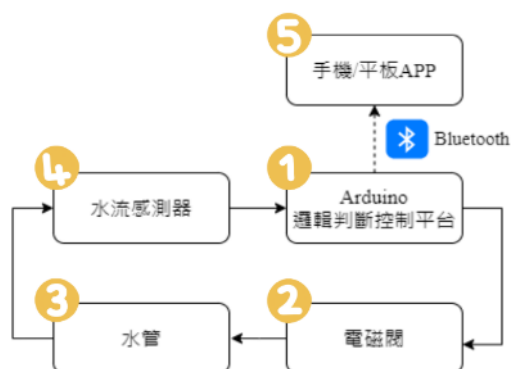 5
手機/平板APP
Bluetooth
4
水流感測器
1
Arduino
邏輯判斷控制平台
3
水管
2
電磁閥